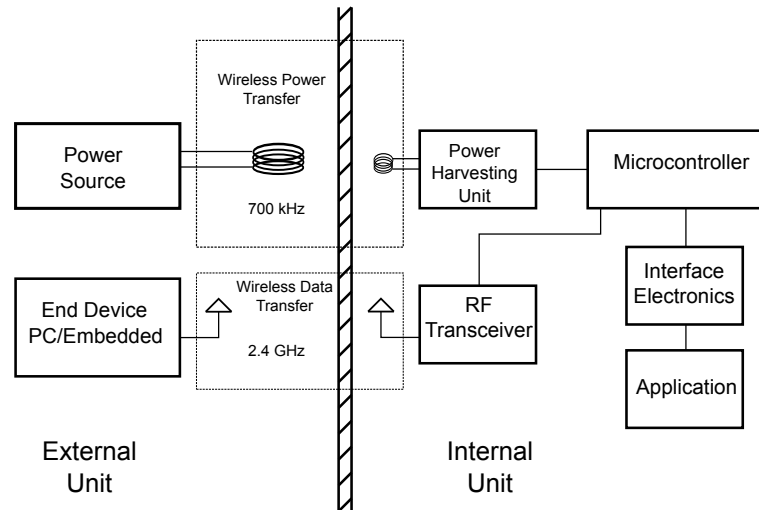 Wireless Power
Transfer
Power
Source
700 kHz
Power
Harvesting
Unit
Microcontroller
Wireless Data
Transfer
End Device
PC/Embedded
2.4 GHz
RF
Transceiver
Interface
Electronics
Application
External
Unit
Internal
Unit